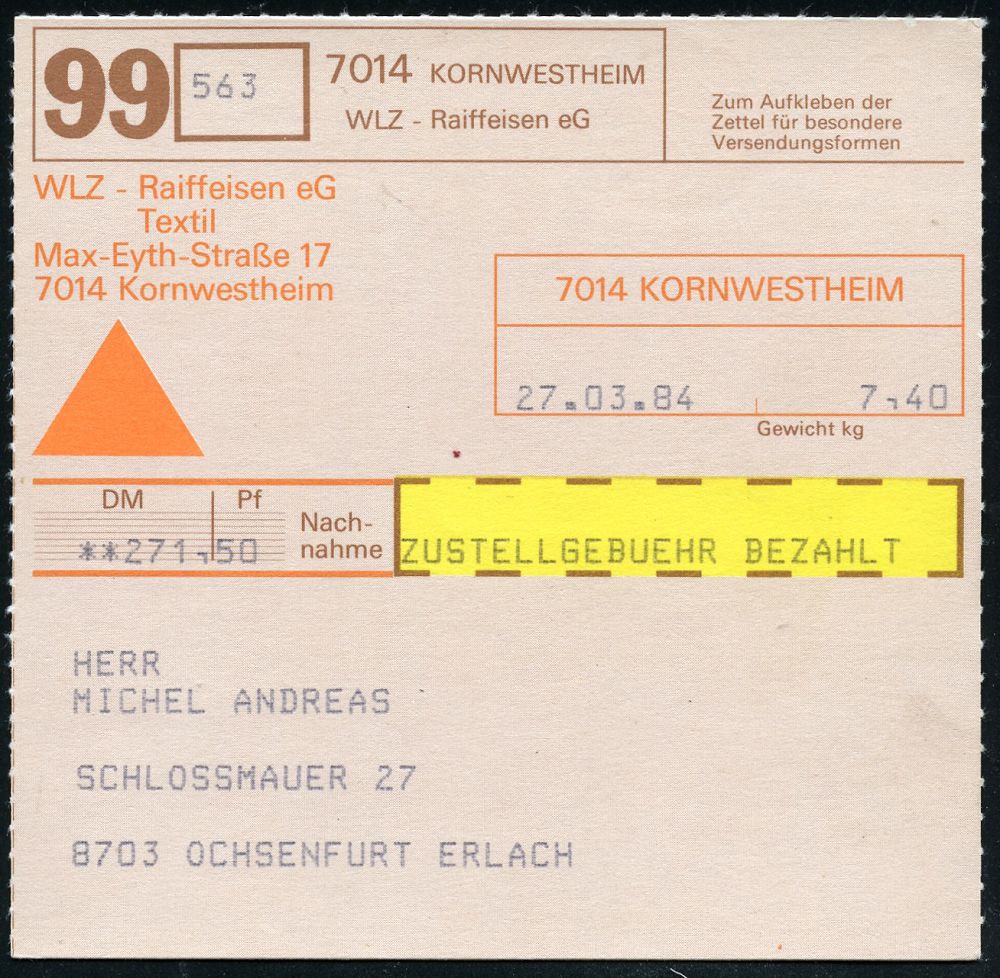 99 563 7014 KORNWESTHEIM
WLZ - Raiffeisen eG
Zum Aufkleben der
Zettel für besondere
Versendungsformen
WLZ - Raiffeisen eG
Textil
Max-Eyth-Straße 17
7014 Kornwestheim
7014 KORNWESTHEIM
27.03.84 7,40
Gewicht kg
DM Pf
**271,50
Nach-
nahme
ZUSTELLGEBUEHR BEZAHLT
HERR
MICHEL ANDREAS
SCHLOSSMAUER 27
8703 OCHSENFURT ERLACH